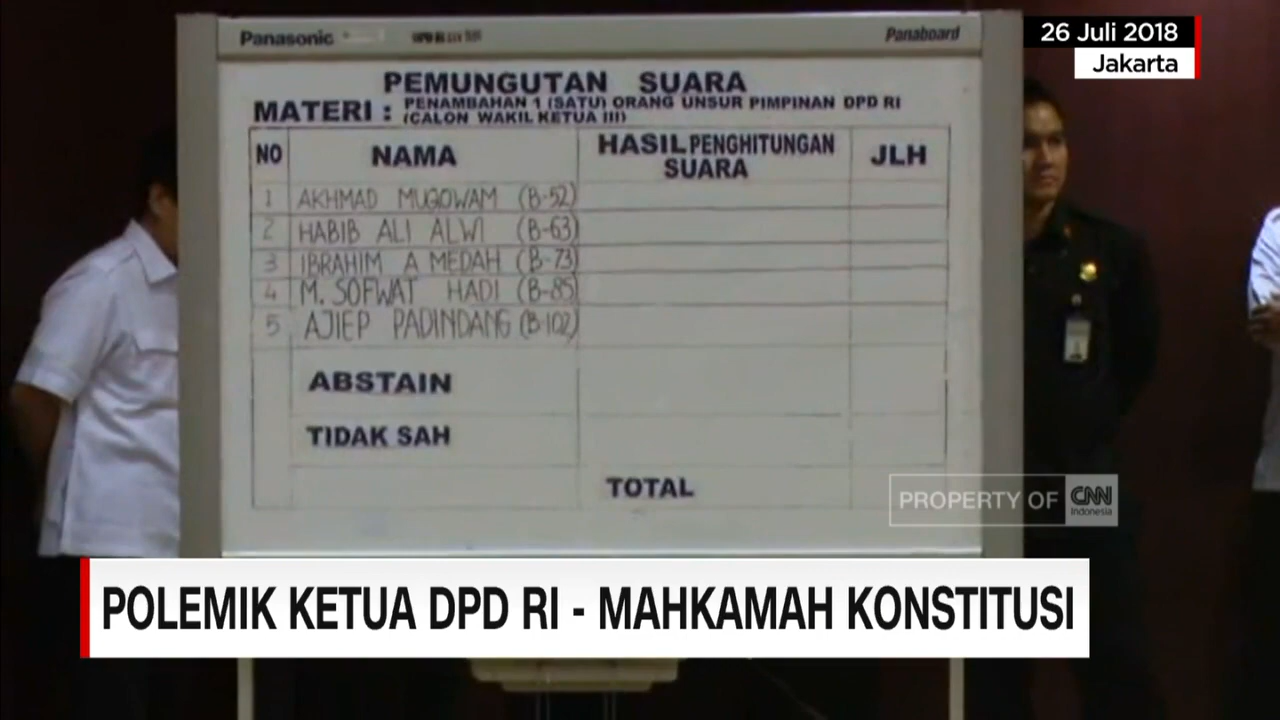 Panasonic
Panaboard
26 Juli 2018
Jakarta
PEMUNGUTAN SUARA
MATERI : PENAMBAHAN 1 (SATU) ORANG UNSUR PIMPINAN DPD RI
(CALON WAKIL KETUA III)
NO NAMA HASIL PENGHITUNGAN SUARA JLH
1 AKHMAD MUQOWAM (B-52)
2 HABIB ALI ALWI (B-63)
3 IBRAHIM A MEDAH (B-73)
4 M. SOFWAT HADI (B-85)
5 AJIEP PADINDANG (B-102)
ABSTAIN
TIDAK SAH
TOTAL
PROPERTY OF CNN Indonesia
POLEMIK KETUA DPD RI - MAHKAMAH KONSTITUSI